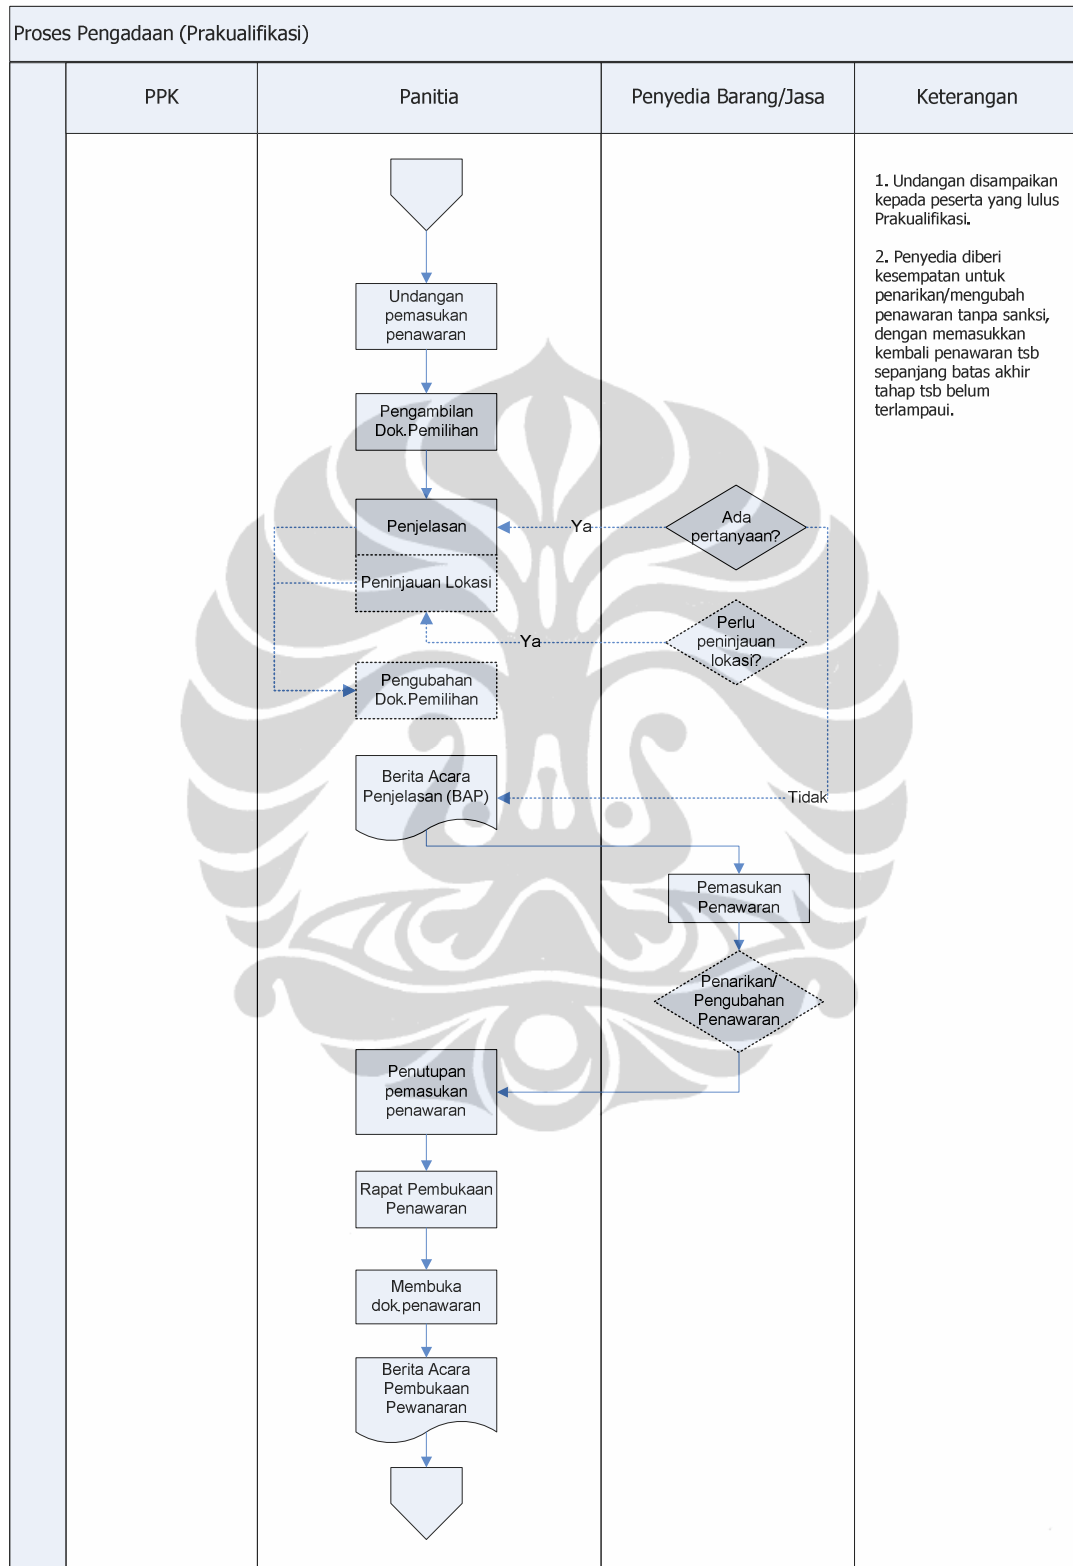 Proses Pengadaan (Prakualifikasi)
PPK
Panitia
Penyedia Barang/Jasa
Keterangan
1. Undangan disampaikan
kepada peserta yang lulus
Prakualifikasi.
2. Penyedia diberi
kesempatan untuk
penarikan/mengubah
penawaran tanpa sanksi,
dengan memasukkan
kembali penawaran tsb
sepanjang batas akhir
tahap tsb belum
terlampaui.
Undangan
pemasukan
penawaran
Pengambilan
Dok.Pemilihan
Penjelasan
Ya
Ada
pertanyaan?
Peninjauan Lokasi
Ya
Perlu
peninjauan
lokasi?
Pengubahan
Dok.Pemilihan
Berita Acara
Penjelasan (BAP)
Tidak
Pemasukan
Penawaran
Penarikan/
Pengubahan
Penawaran
Penutupan
pemasukan
penawaran
Rapat Pembukaan
Penawaran
Membuka
dok.penawaran
Berita Acara
Pembukaan
Pewanaran